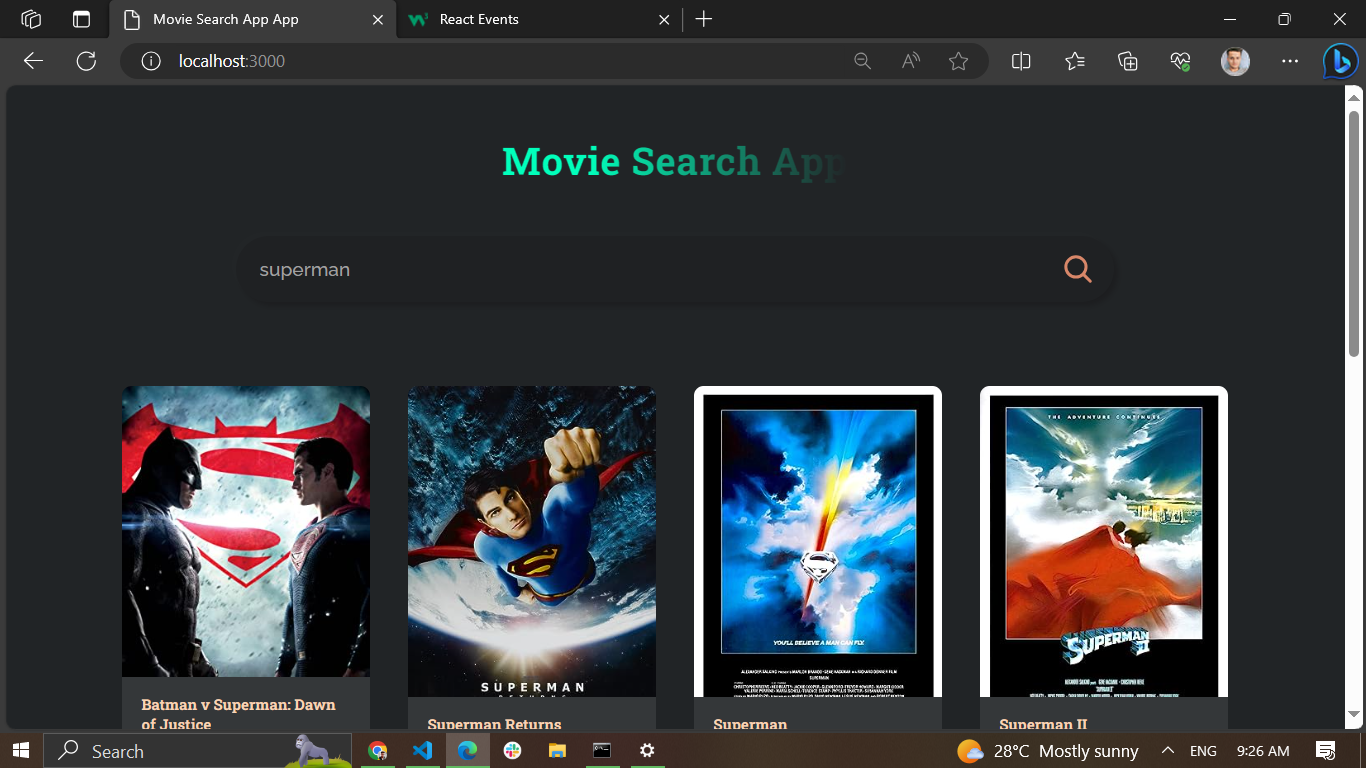 Movie Search App App
React Events
localhost:3000
Movie Search App
superman
THE ADVENTURE CONTINUES
YOU'LL BELIEVE A MAN CAN FLY.
SUPERMAN
SUPERMAN II
Batman v Superman: Dawn
of Justice
Superman Returns
Superman
Superman II
Search
28°C Mostly sunny
ENG
9:26 AM